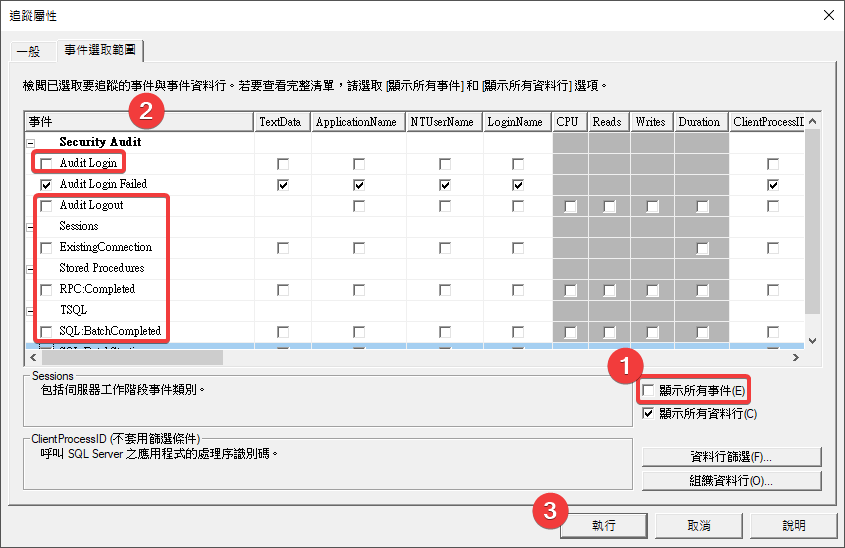 追蹤屬性
一般
事件選取範圍
檢閱已選取要追蹤的事件與事件資料行。若要查看完整清單，請選取 [顯示所有事件] 和 [顯示所有資料行] 選項。
2
事件 TextData ApplicationName NTUserName LoginName CPU Reads Writes Duration ClientProcessID
Security Audit
Audit Login
Audit Login Failed
Audit Logout
Sessions
ExistingConnection
Stored Procedures
RPC:Completed
TSQL
SQL:BatchCompleted
1
Sessions
包括伺服器工作階段事件類別。
顯示所有事件(E)
顯示所有資料行(C)
ClientProcessID (不套用篩選條件)
呼叫 SQL Server 之應用程式的處理序識別碼。
資料行篩選(F)...
組織資料行(O)...
3
執行
取消
說明